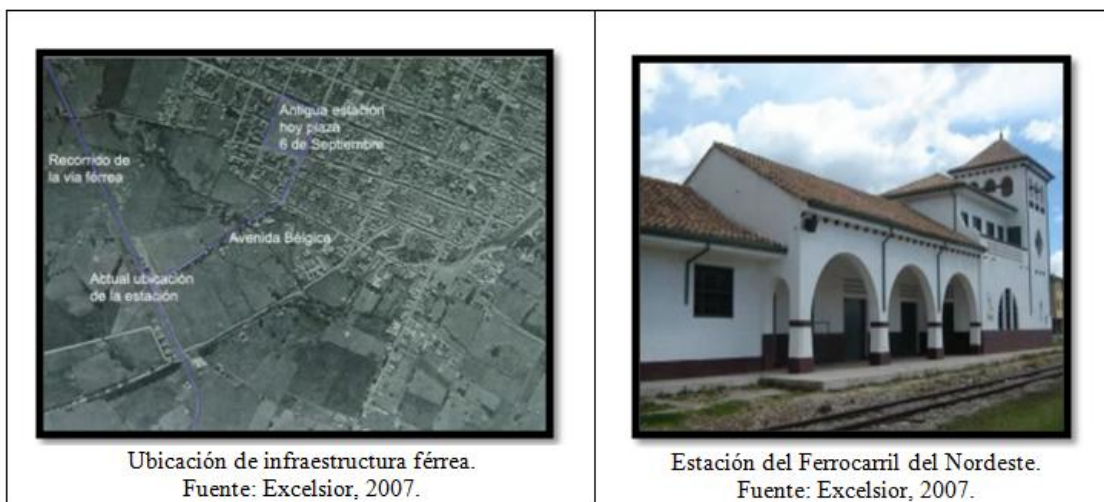 Antigua estación
hoy plaza
6 de Septiembre
Recorrido de
la vía férrea
Avenida Bélgica
Actual ubicación
de la estación
Ubicación de infraestructura férrea.
Fuente: Excelsior, 2007.
Estación del Ferrocarril del Nordeste.
Fuente: Excelsior, 2007.